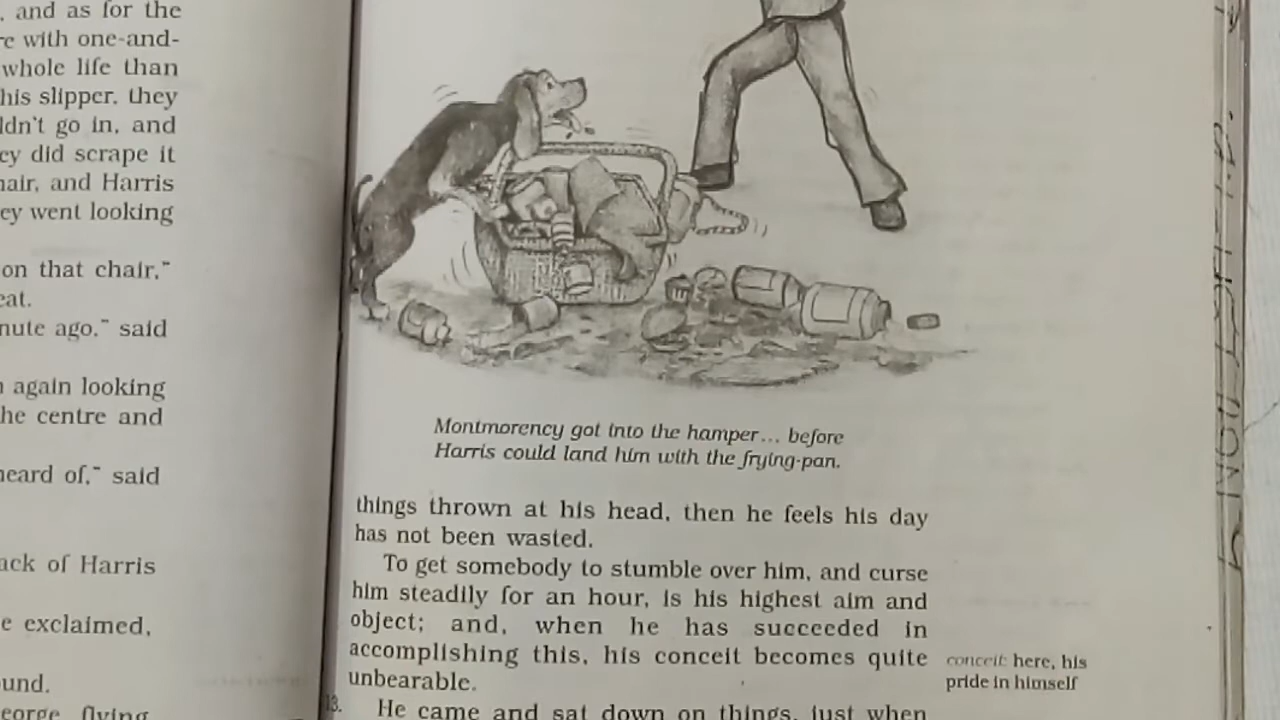 , and as for the
with one-and-
whole life than
his slipper, they
ldn't go in, and
ey did scrape it
hair, and Harris
ey went looking
on that chair,"
eat.
nute ago," said
again looking
he centre and
heard of," said
ack of Harris
e exclaimed,
und.
eorge flying
Montmorency got into the hamper... before
Harris could land him with the frying-pan.
things thrown at his head, then he feels his day
has not been wasted.
To get somebody to stumble over him, and curse
him steadily for an hour, is his highest aim and
object; and, when he has succeeded in
accomplishing this, his conceit becomes quite
unbearable.
conceit: here, his
pride in himself
13. He came and sat down on things, just when